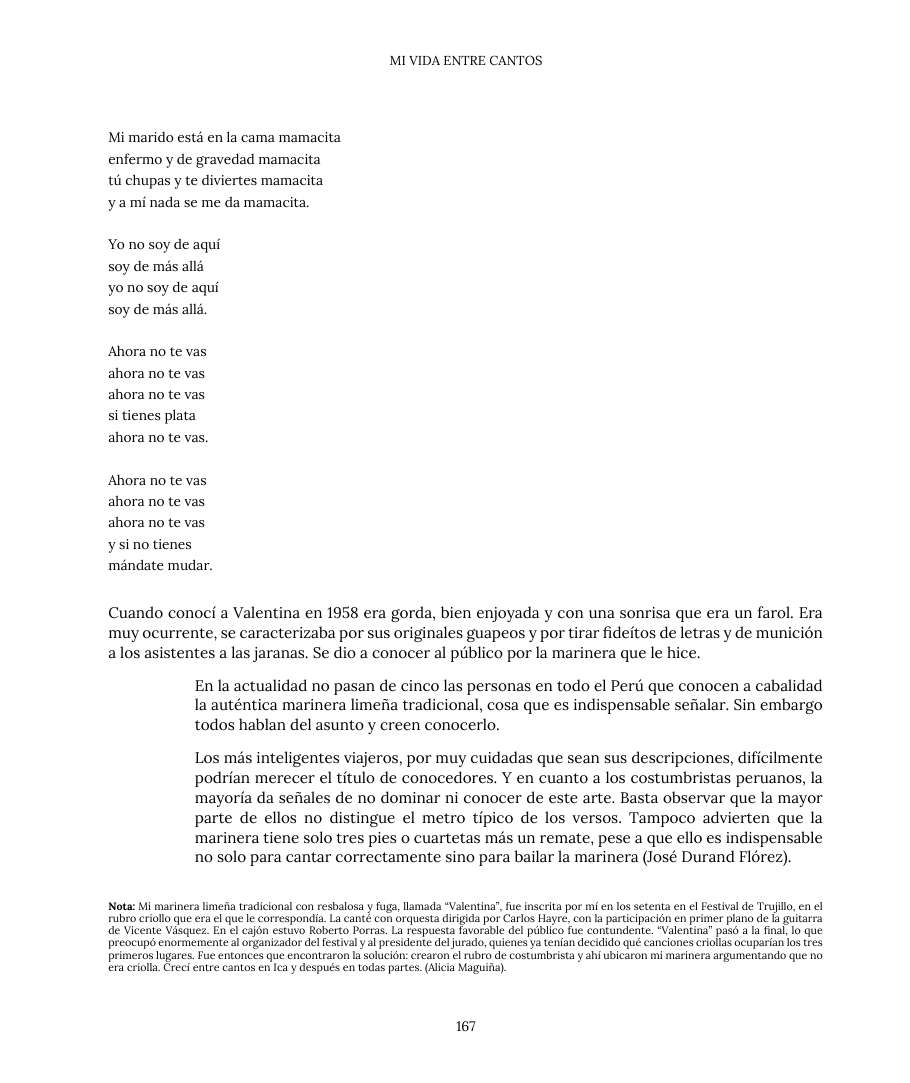 MI VIDA ENTRE CANTOS
Mi marido está en la cama mamacita
enfermo y de gravedad mamacita
tú chupas y te diviertes mamacita
y a mí nada se me da mamacita.
Yo no soy de aquí
soy de más allá
yo no soy de aquí
soy de más allá.
Ahora no te vas
ahora no te vas
ahora no te vas
si tienes plata
ahora no te vas.
Ahora no te vas
ahora no te vas
ahora no te vas
y si no tienes
mándate mudar.
Cuando conocí a Valentina en 1958 era gorda, bien enjoyada y con una sonrisa que era un farol. Era
muy ocurrente, se caracterizaba por sus originales guapeos y por tirar fideítos de letras y de munición
a los asistentes a las jaranas. Se dio a conocer al público por la marinera que le hice.
En la actualidad no pasan de cinco las personas en todo el Perú que conocen a cabalidad
la auténtica marinera limeña tradicional, cosa que es indispensable señalar. Sin embargo
todos hablan del asunto y creen conocerlo.
Los más inteligentes viajeros, por muy cuidadas que sean sus descripciones, difícilmente
podrían merecer el título de conocedores. Y en cuanto a los costumbristas peruanos, la
mayoría da señales de no dominar ni conocer de este arte. Basta observar que la mayor
parte de ellos no distingue el metro típico de los versos. Tampoco advierten que la
marinera tiene solo tres pies o cuartetas más un remate, pese a que ello es indispensable
no solo para cantar correctamente sino para bailar la marinera (José Durand Flórez).
Nota: Mi marinera limeña tradicional con resbalosa y fuga, llamada “Valentina”, fue inscrita por mí en los setenta en el Festival de Trujillo, en el
rubro criollo que era el que le correspondía. La canté con orquesta dirigida por Carlos Hayre, con la participación en primer plano de la guitarra
de Vicente Vásquez. En el cajón estuvo Roberto Porras. La respuesta favorable del público fue contundente. “Valentina” pasó a la final, lo que
preocupó enormemente al organizador del festival y al presidente del jurado, quienes ya tenían decidido qué canciones criollas ocuparían los tres
primeros lugares. Fue entonces que encontraron la solución: crearon el rubro de costumbrista y ahí ubicaron mi marinera argumentando que no
era criolla. Crecí entre cantos en Ica y después en todas partes. (Alicia Maguiña).
167